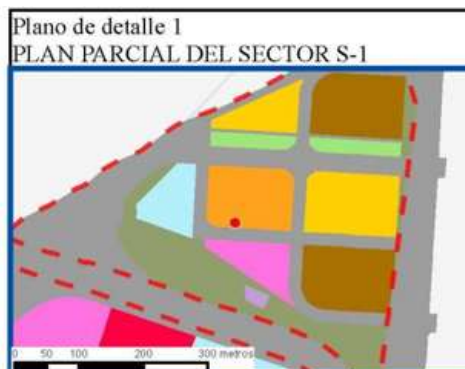 Plano de detalle 1
PLAN PARCIAL DEL SECTOR S-1
0 50 100 200 300 metros